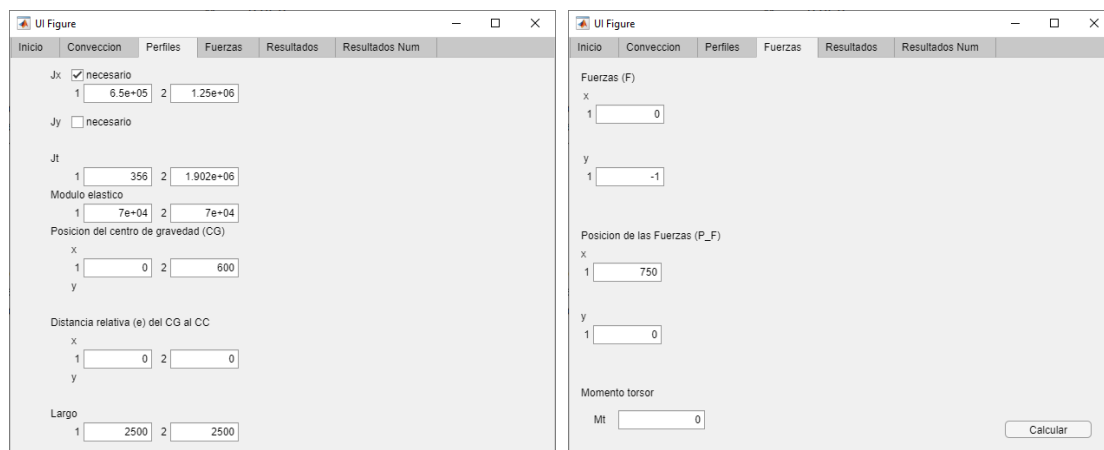 UI Figure
Inicio Conveccion Perfiles Fuerzas Resultados Resultados Num
Jx necesario
1 6.5e+05 2 1.25e+06
Jy necesario
Jt
1 356 2 1.902e+06
Modulo elastico
1 7e+04 2 7e+04
Posicion del centro de gravedad (CG)
x
1 0 2 600
y
Distancia relativa (e) del CG al CC
x
1 0 2 0
y
Largo
1 2500 2 2500
UI Figure
Inicio Conveccion Perfiles Fuerzas Resultados Resultados Num
Fuerzas (F)
x
1 0
y
1 -1
Posicion de las Fuerzas (P_F)
x
1 750
y
1 0
Momento torsor
Mt 0
Calcular